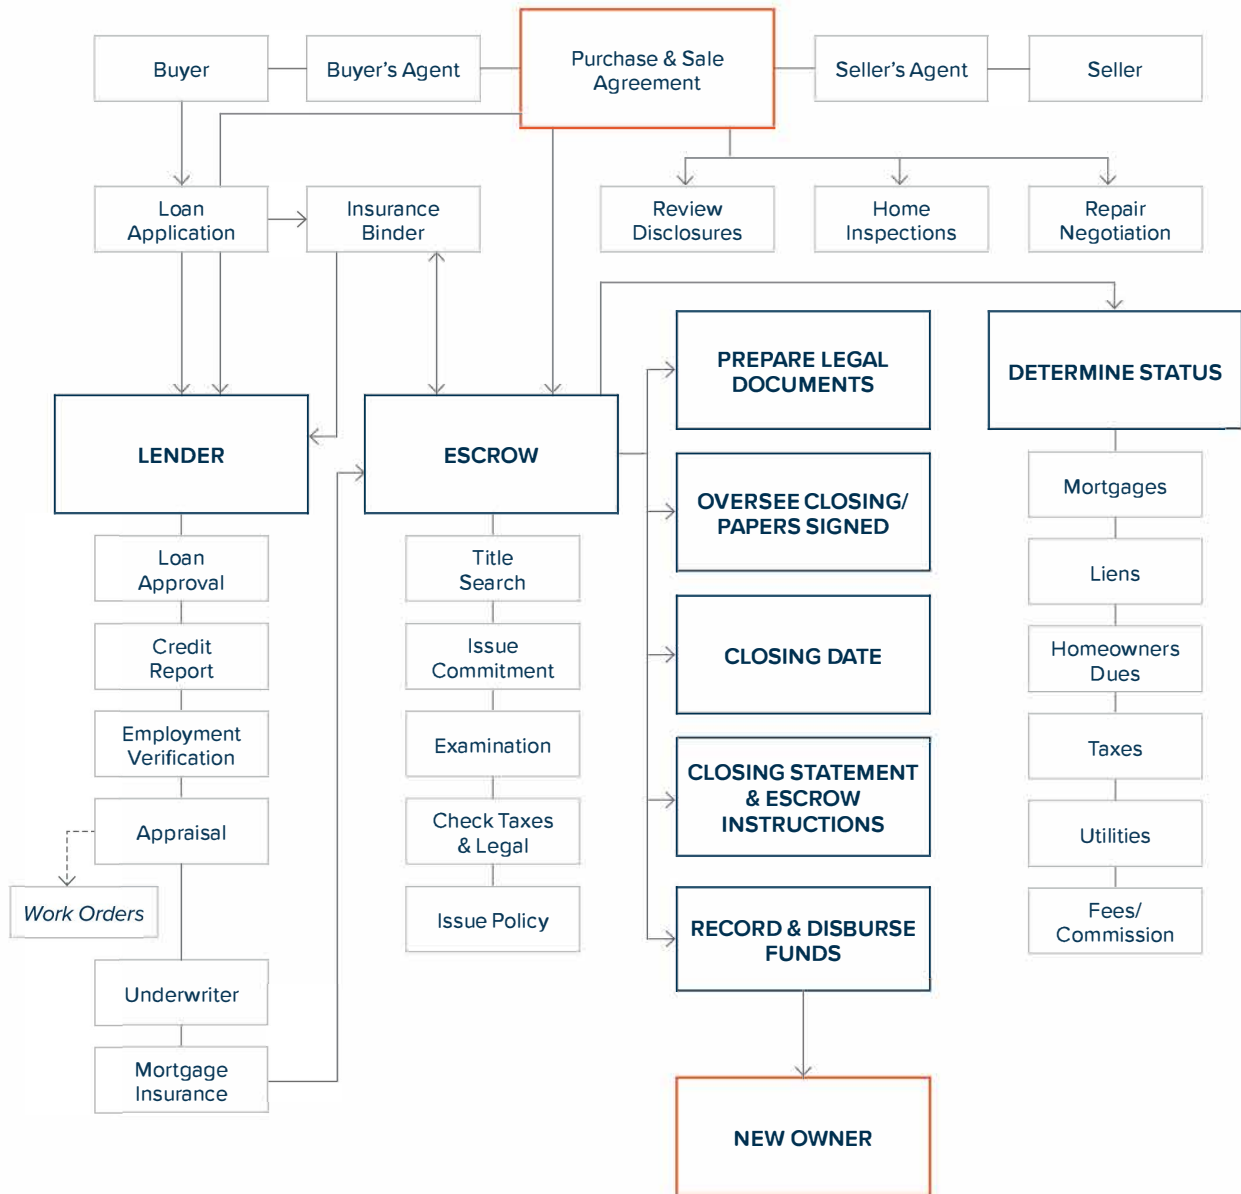 Buyer
Buyer's Agent
Purchase & Sale
Agreement
Seller's Agent
Seller
Loan
Application
Insurance
Binder
Review
Disclosures
Home
Inspections
Repair
Negotiation
LENDER
ESCROW
PREPARE LEGAL
DOCUMENTS
DETERMINE STATUS
OVERSEE CLOSING/
PAPERS SIGNED
CLOSING DATE
CLOSING STATEMENT
& ESCROW
INSTRUCTIONS
RECORD & DISBURSE
FUNDS
NEW OWNER
Loan
Approval
Credit
Report
Employment
Verification
Appraisal
Work Orders
Underwriter
Mortgage
Insurance
Title
Search
Issue
Commitment
Examination
Check Taxes
& Legal
Issue Policy
Mortgages
Liens
Homeowners
Dues
Taxes
Utilities
Fees/
Commission